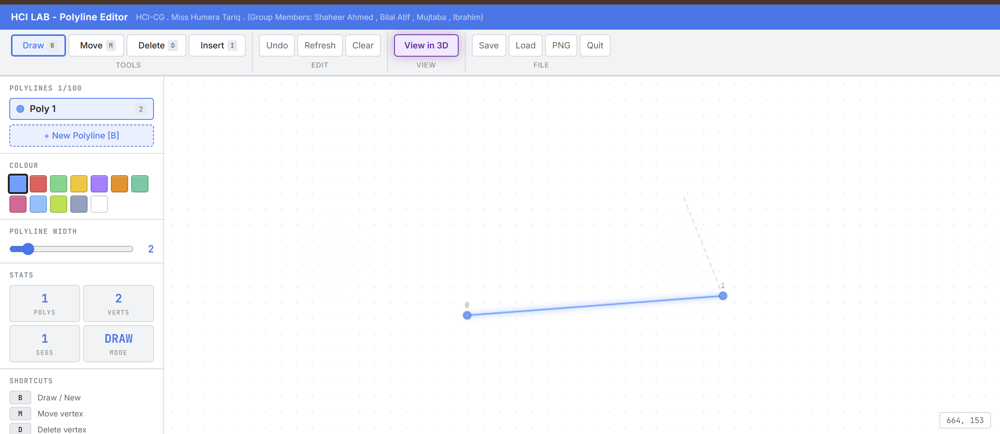 HCI LAB - Polyline Editor HCI-CG . Miss Humera Tariq . (Group Members: Shaheer Ahmed , Bilal Atif , Mujtaba , Ibrahim)
Draw B Move M Delete D Insert I Undo Refresh Clear View in 3D Save Load PNG Quit
TOOLS EDIT VIEW FILE
POLYLINES 1/100
Poly 1 2
+ New Polyline [B]
COLOUR
POLYLINE WIDTH
2
STATS
1 2
POLYS VERTS
1 DRAW
SEGS MODE
SHORTCUTS
B Draw / New
M Move vertex
D Delete vertex
1
0
664, 153